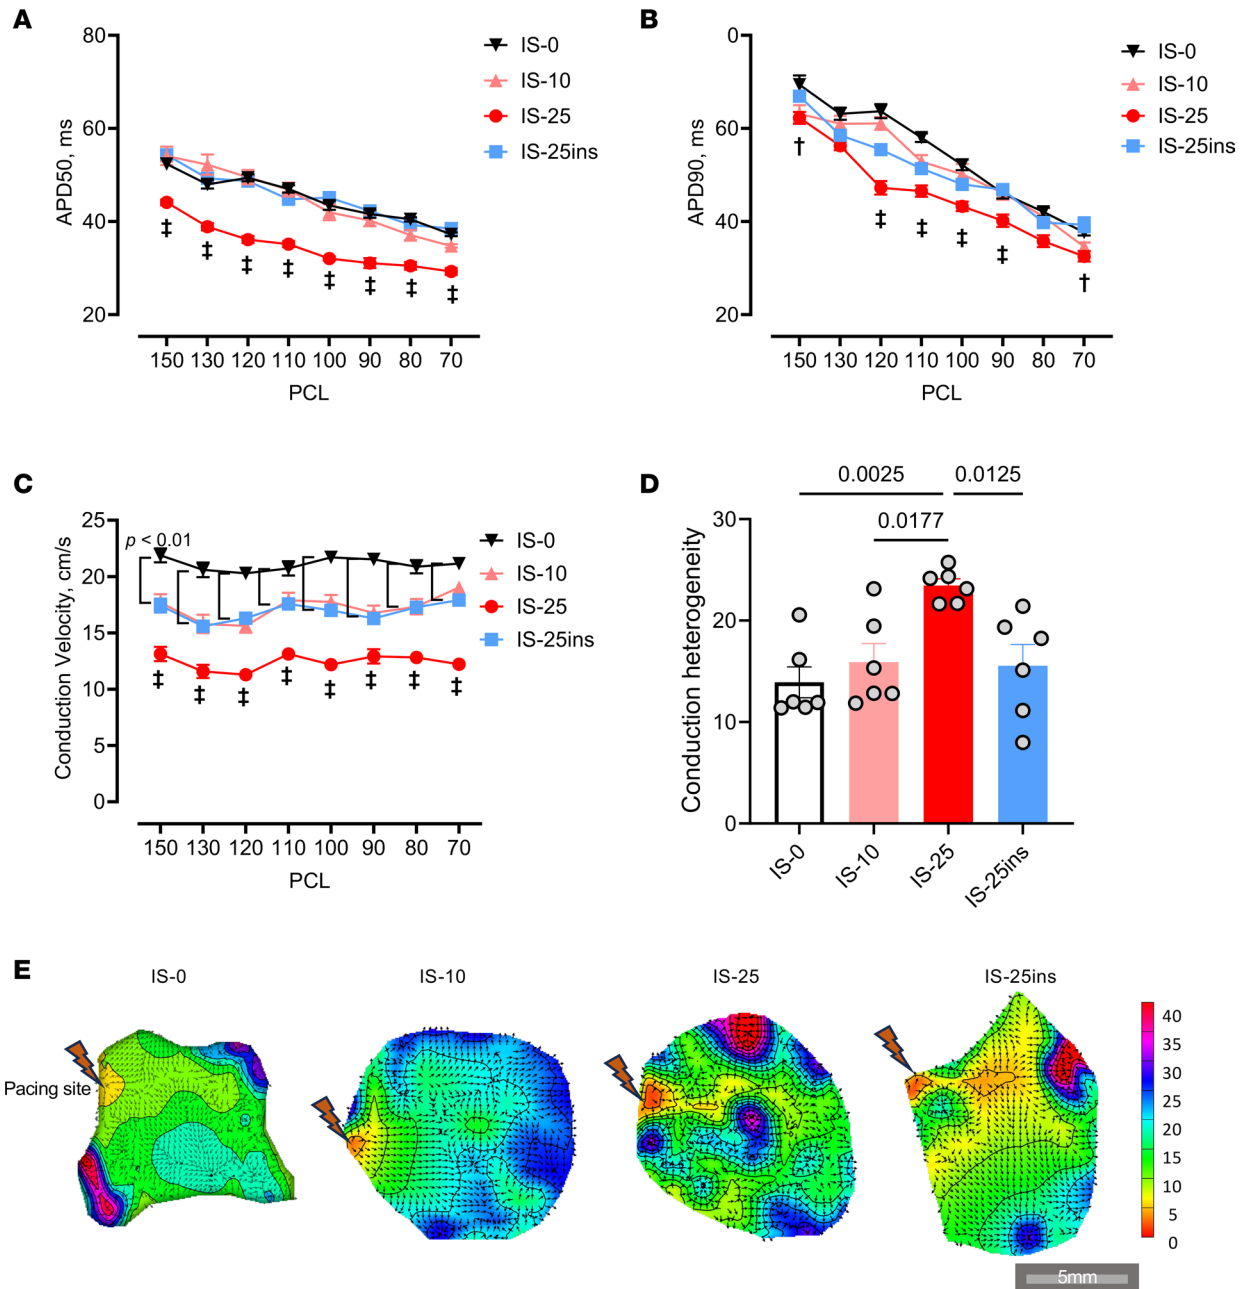 A
80
60
40
20
APD50, ms
150 130 120 110 100 90 80 70
PCL
IS-0
IS-10
IS-25
IS-25ins
‡ ‡ ‡ ‡ ‡ ‡ ‡ ‡
B
0
60
40
20
APD90, ms
150 130 120 110 100 90 80 70
PCL
IS-0
IS-10
IS-25
IS-25ins
† ‡ ‡ ‡ ‡ †
C
25
20
15
10
5
0
Conduction Velocity, cm/s
p < 0.01
150 130 120 110 100 90 80 70
PCL
IS-0
IS-10
IS-25
IS-25ins
‡ ‡ ‡ ‡ ‡ ‡ ‡ ‡
D
0.0025 0.0125
0.0177
30
20
10
0
Conduction heterogeneity
IS-0 IS-10 IS-25 IS-25ins
E
IS-0 IS-10 IS-25 IS-25ins
Pacing site
40
35
30
25
20
15
10
5
0
5mm